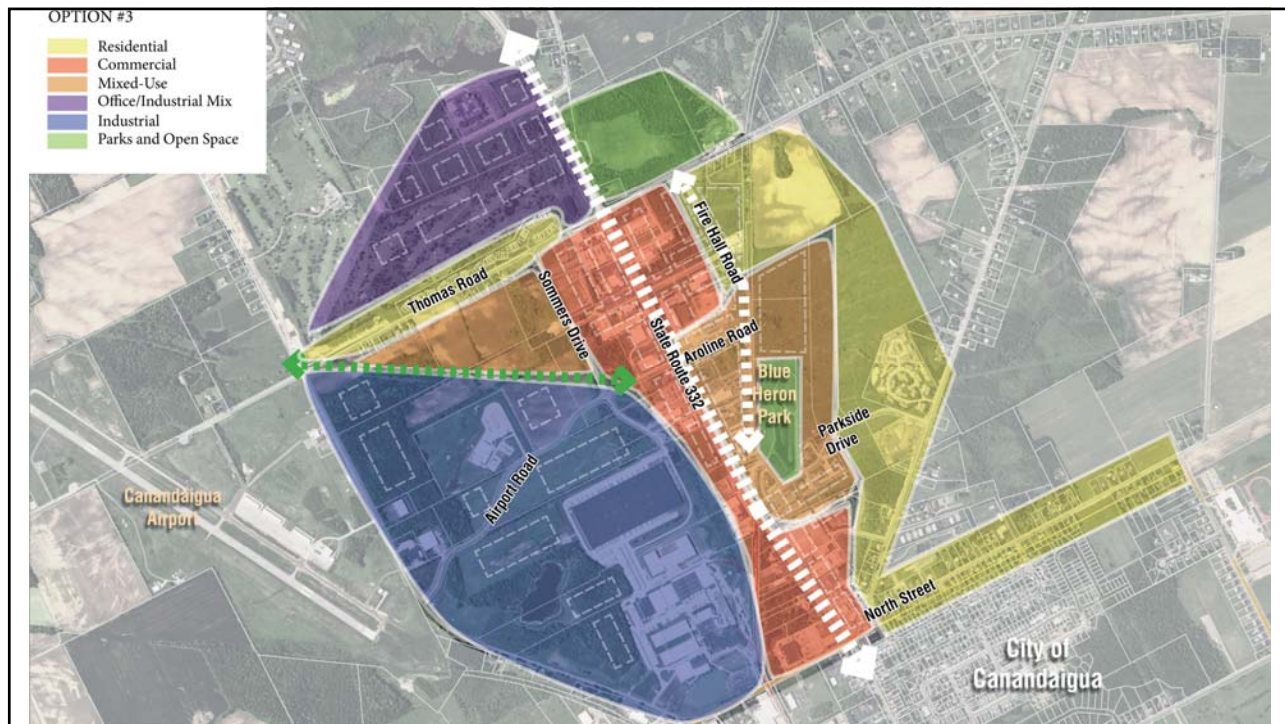 OPTION #3
Residential
Commercial
Mixed-Use
Office/Industrial Mix
Industrial
Parks and Open Space
Fire Hall Road
Thomas Road
Sommers Drive
State Route 332
Aroline Road
Blue
Heron
Park
Parkside
Drive
Airport Road
Canandaigua
Airport
North Street
City of
Canandaigua